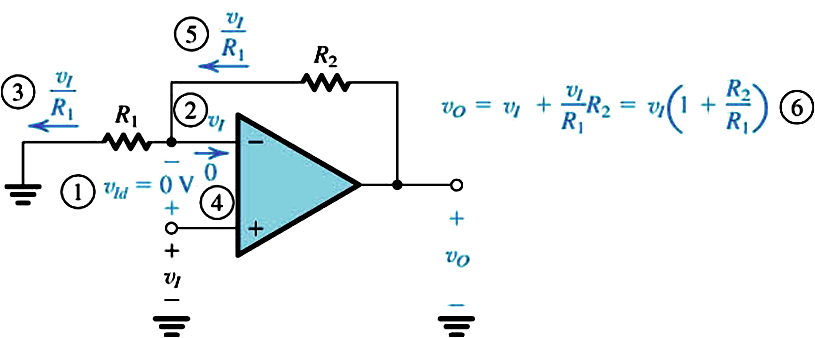 ⑤ v_I/R_1
R_2
③ v_I/R_1
R_1
② v_I
v_O = v_I + (v_I/R_1)R_2 = v_I(1 + R_2/R_1) ⑥
−
−
① v_Id = 0 V
0
+
④
+
+
v_I
−
+
v_O
−